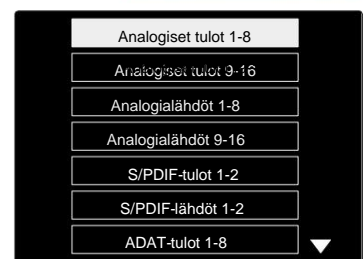 Analogiset tulot 1-8
Analogiset tulot 9-16
Analogialähdöt 1-8
Analogialähdöt 9-16
S/PDIF-tulot 1-2
S/PDIF-lähdöt 1-2
ADAT-tulot 1-8